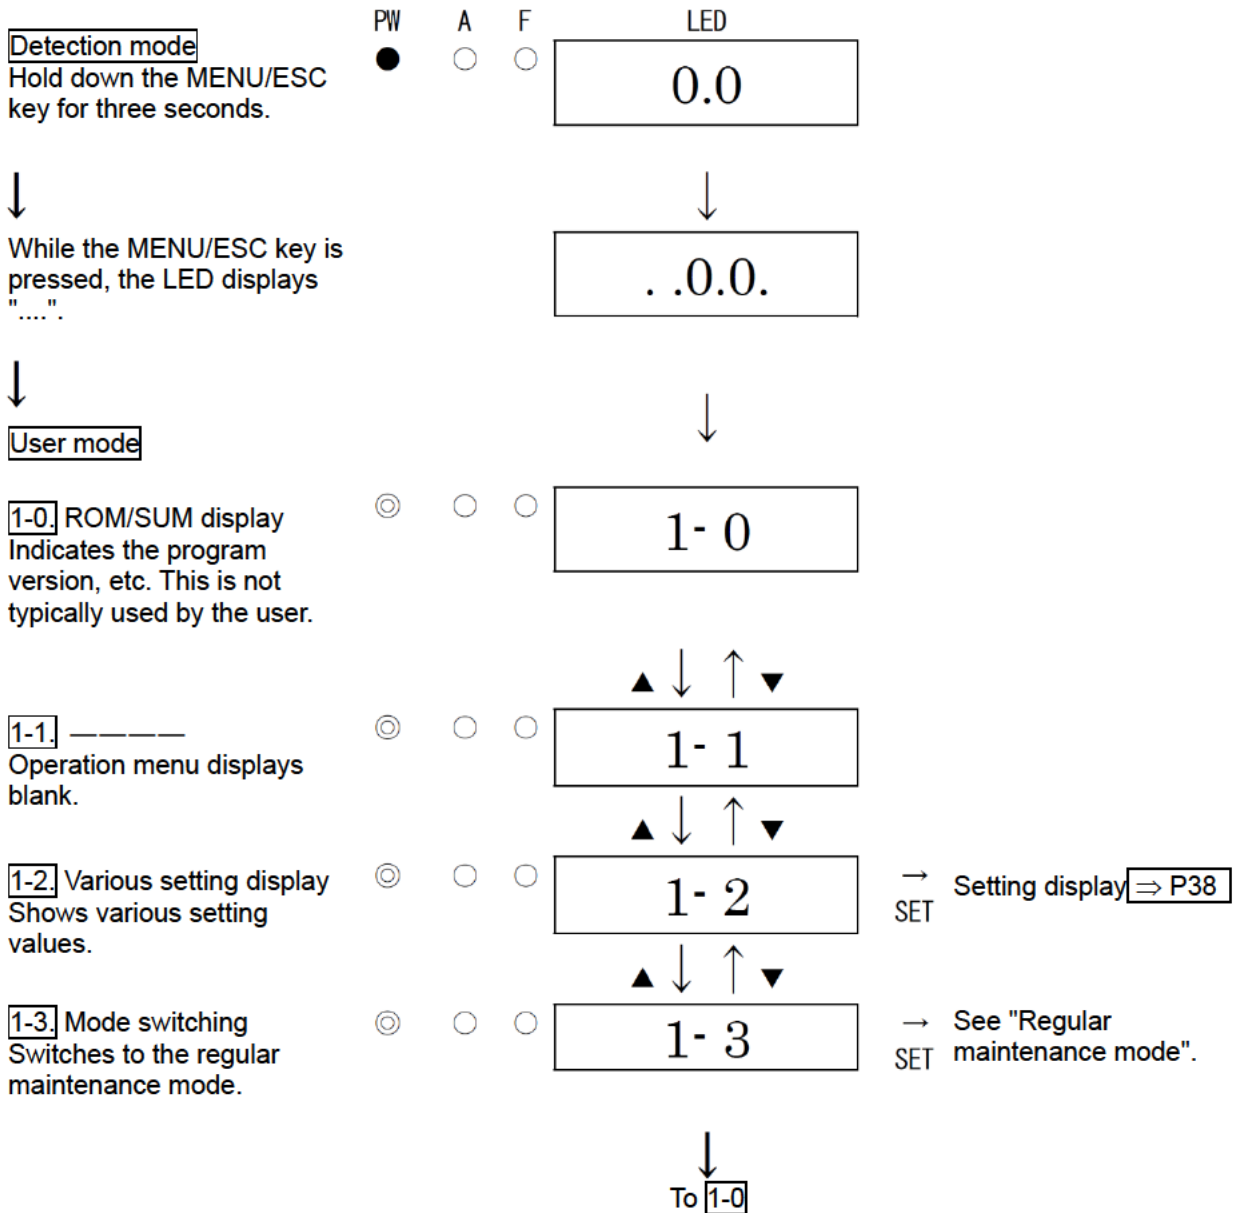 PW A F LED
Detection mode
Hold down the MENU/ESC
key for three seconds.
0.0
While the MENU/ESC key is
pressed, the LED displays
"....".
. .0.0.
User mode
1-0. ROM/SUM display
Indicates the program
version, etc. This is not
typically used by the user.
1- 0
▲ ↓ ↑ ▼
1-1. ————
Operation menu displays
blank.
1- 1
▲ ↓ ↑ ▼
1-2. Various setting display
Shows various setting
values.
1- 2
→
SET
Setting display ⇒ P38
▲ ↓ ↑ ▼
1-3. Mode switching
Switches to the regular
maintenance mode.
1- 3
→
SET
See "Regular
maintenance mode".
To 1-0